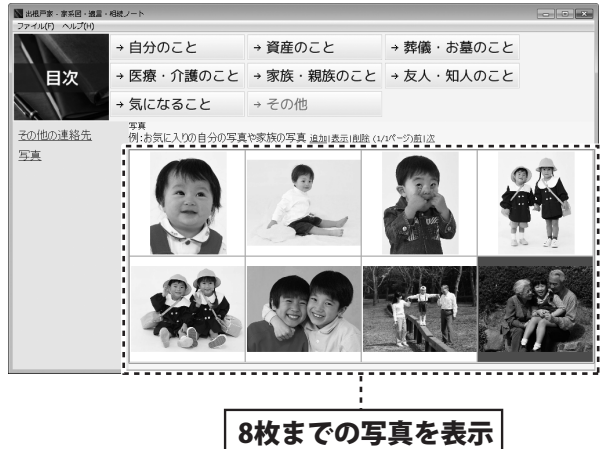 出根戸家 - 家系図・遺言・相続ノート
ファイル(F) ヘルプ(H)
目次
→ 自分のこと → 資産のこと → 葬儀・お墓のこと
→ 医療・介護のこと → 家族・親族のこと → 友人・知人のこと
→ 気になること → その他
その他の連絡先
写真
写真
例:お気に入りの自分の写真や家族の写真 追加|表示|削除 (1/1ページ)前|次
8枚までの写真を表示